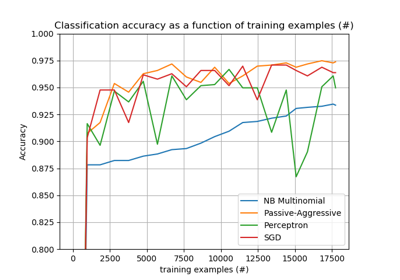 Classification accuracy as a function of training examples (#)
1.000
0.975
0.950
0.925
0.900
0.875
0.850
0.825
0.800
Accuracy
NB Multinomial
Passive-Aggressive
Perceptron
SGD
0 2500 5000 7500 10000 12500 15000 17500
training examples (#)